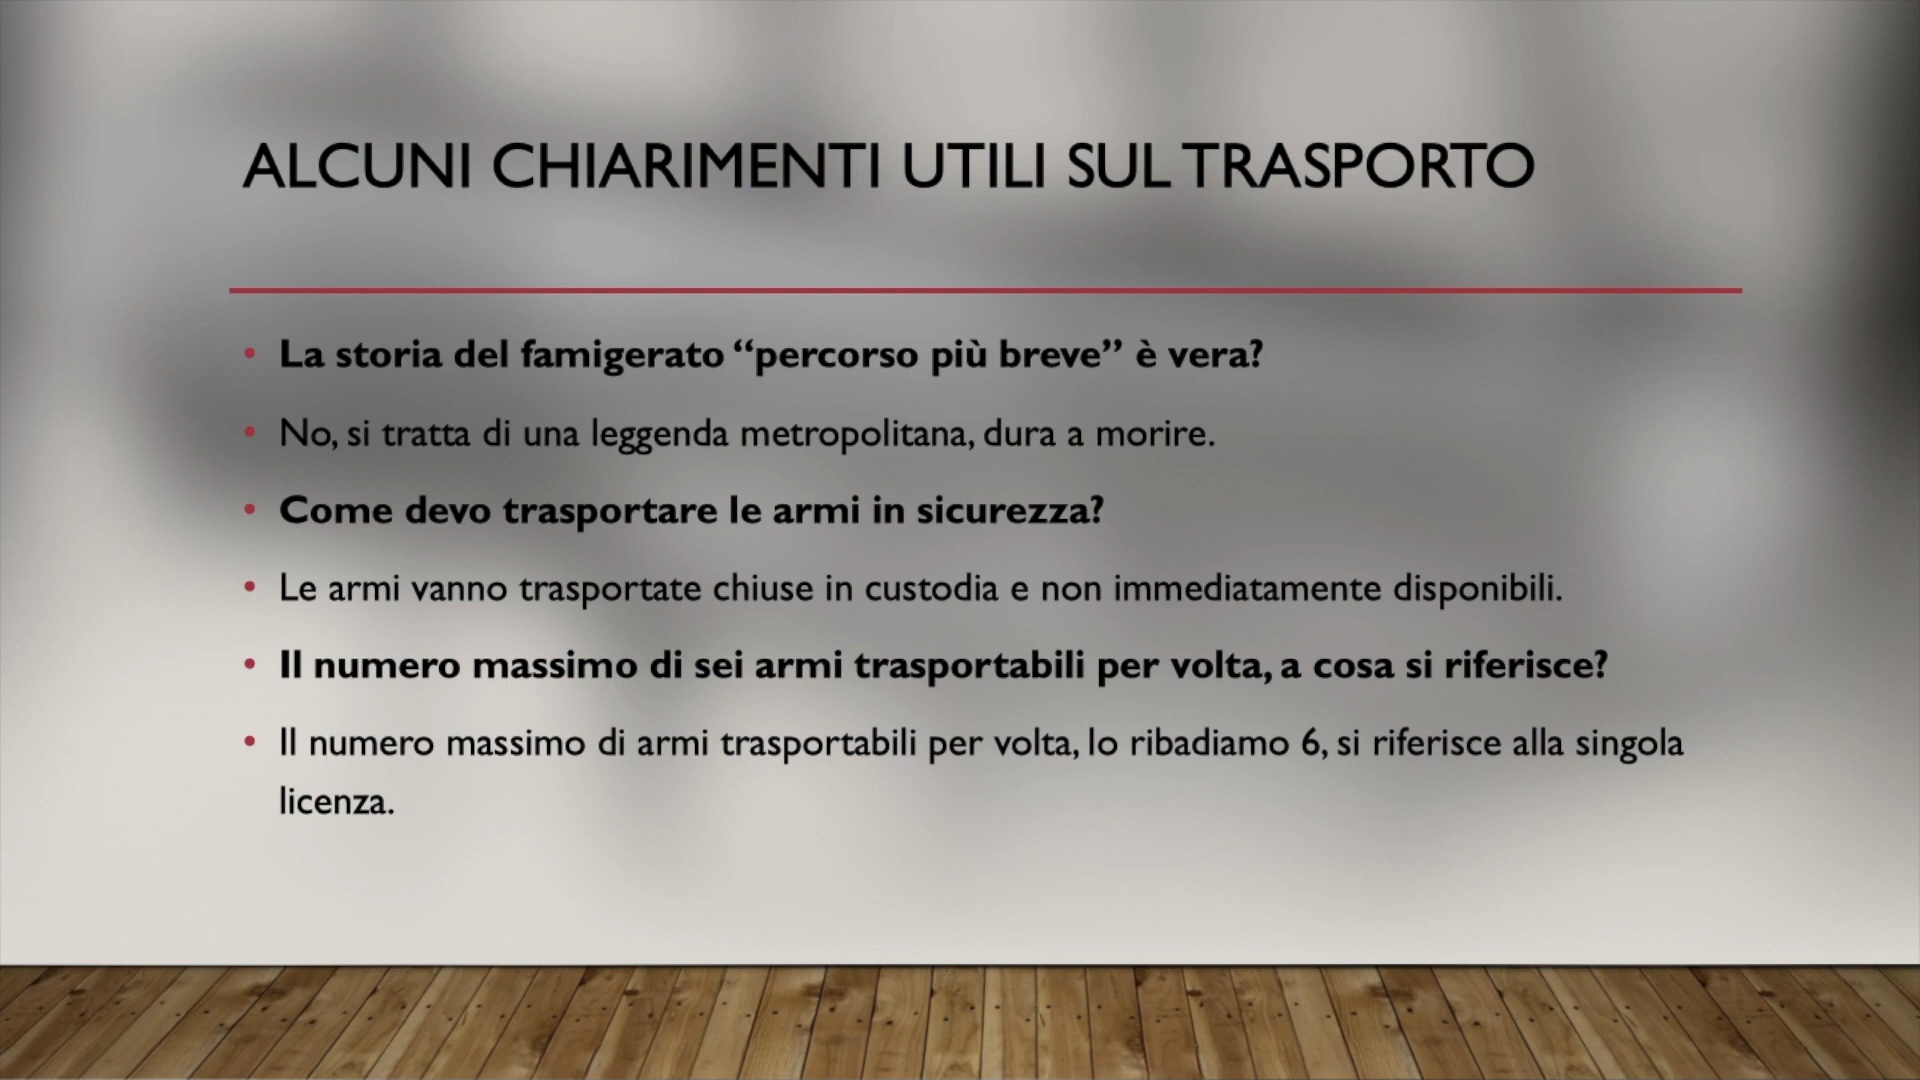 ALCUNI CHIARIMENTI UTILI SUL TRASPORTO
• La storia del famigerato “percorso più breve” è vera?
• No, si tratta di una leggenda metropolitana, dura a morire.
• Come devo trasportare le armi in sicurezza?
• Le armi vanno trasportate chiuse in custodia e non immediatamente disponibili.
• Il numero massimo di sei armi trasportabili per volta, a cosa si riferisce?
• Il numero massimo di armi trasportabili per volta, lo ribadiamo 6, si riferisce alla singola
licenza.